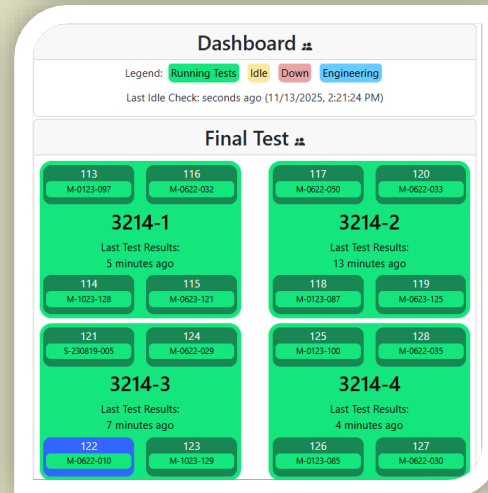 Dashboard
Legend: Running Tests Idle Down Engineering
Last Idle Check: seconds ago (11/13/2025, 2:21:24 PM)
Final Test
113 116
M-0123-097 M-0622-032
3214-1
Last Test Results:
5 minutes ago
114 115
M-1023-128 M-0623-121
117 120
M-0622-050 M-0622-033
3214-2
Last Test Results:
13 minutes ago
118 119
M-0123-087 M-0623-125
121 124
S-230819-005 M-0622-029
3214-3
Last Test Results:
7 minutes ago
122 123
M-0622-010 M-1023-129
125 128
M-0123-100 M-0622-035
3214-4
Last Test Results:
4 minutes ago
126 127
M-0123-085 M-0622-030